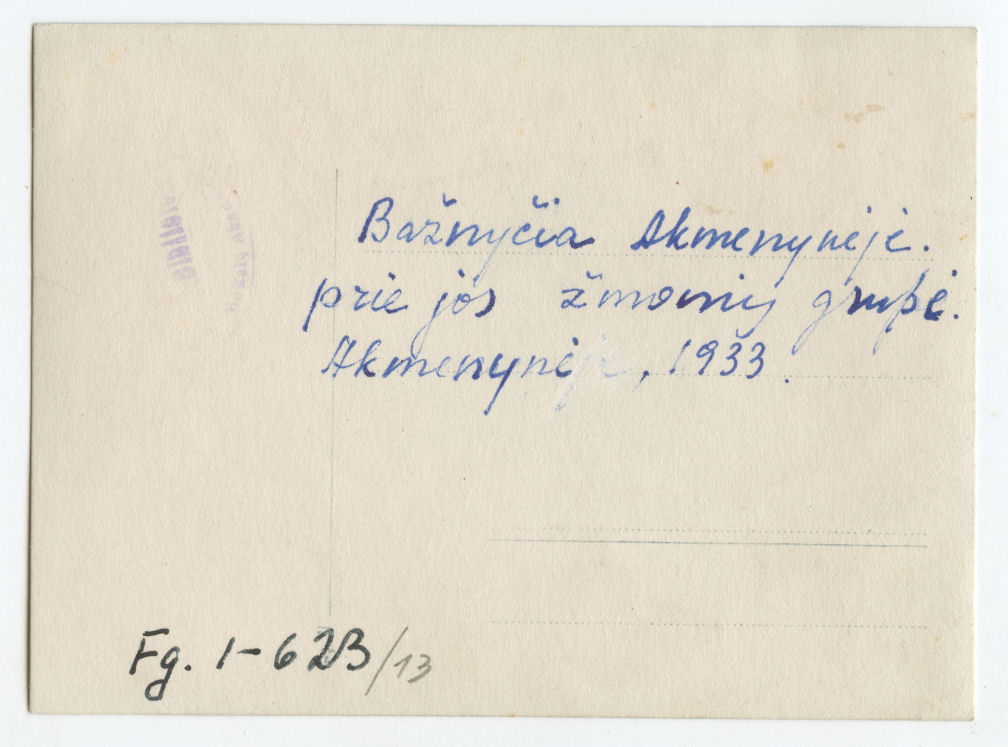 Bažnyčia Akmenynėje.
prie jos žmonių grupė.
Akmenynėje, 1933.
Fg. 1-623/13